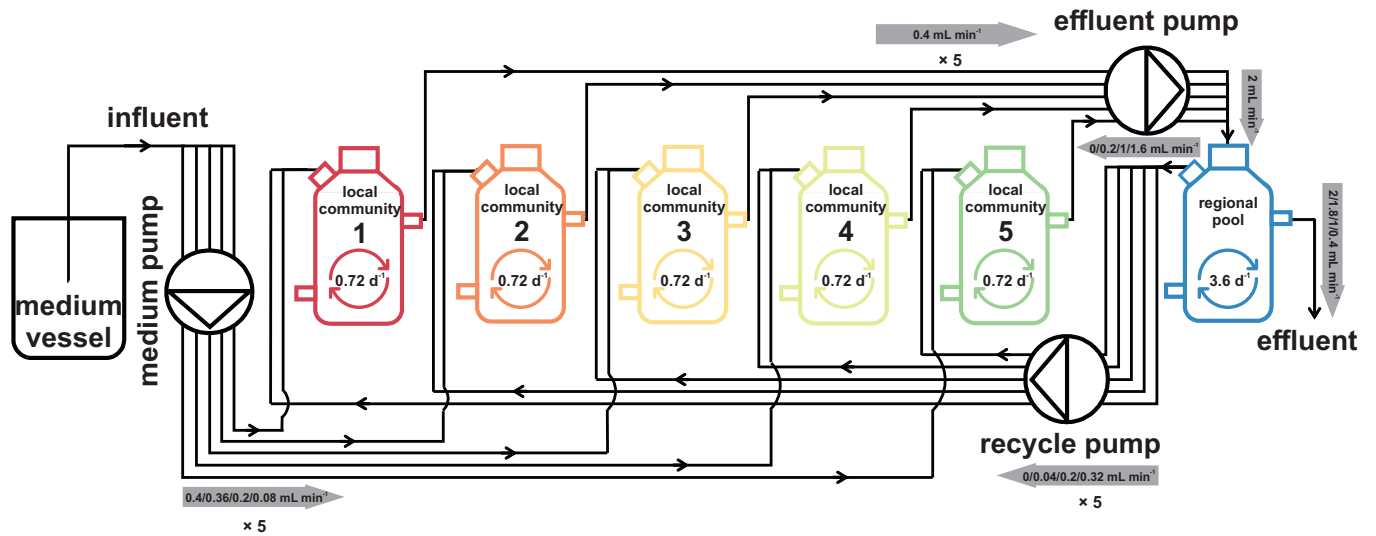 effluent pump
0.4 mL min⁻¹
× 5
2 mL min⁻¹
influent
0/0.2/1/1.6 mL min⁻¹
medium pump
medium
vessel
local
community
1
0.72 d⁻¹
local
community
2
0.72 d⁻¹
local
community
3
0.72 d⁻¹
local
community
4
0.72 d⁻¹
local
community
5
0.72 d⁻¹
regional
pool
3.6 d⁻¹
2/1.8/1/0.4 mL min⁻¹
effluent
recycle pump
0/0.04/0.2/0.32 mL min⁻¹
× 5
0.4/0.36/0.2/0.08 mL min⁻¹
× 5